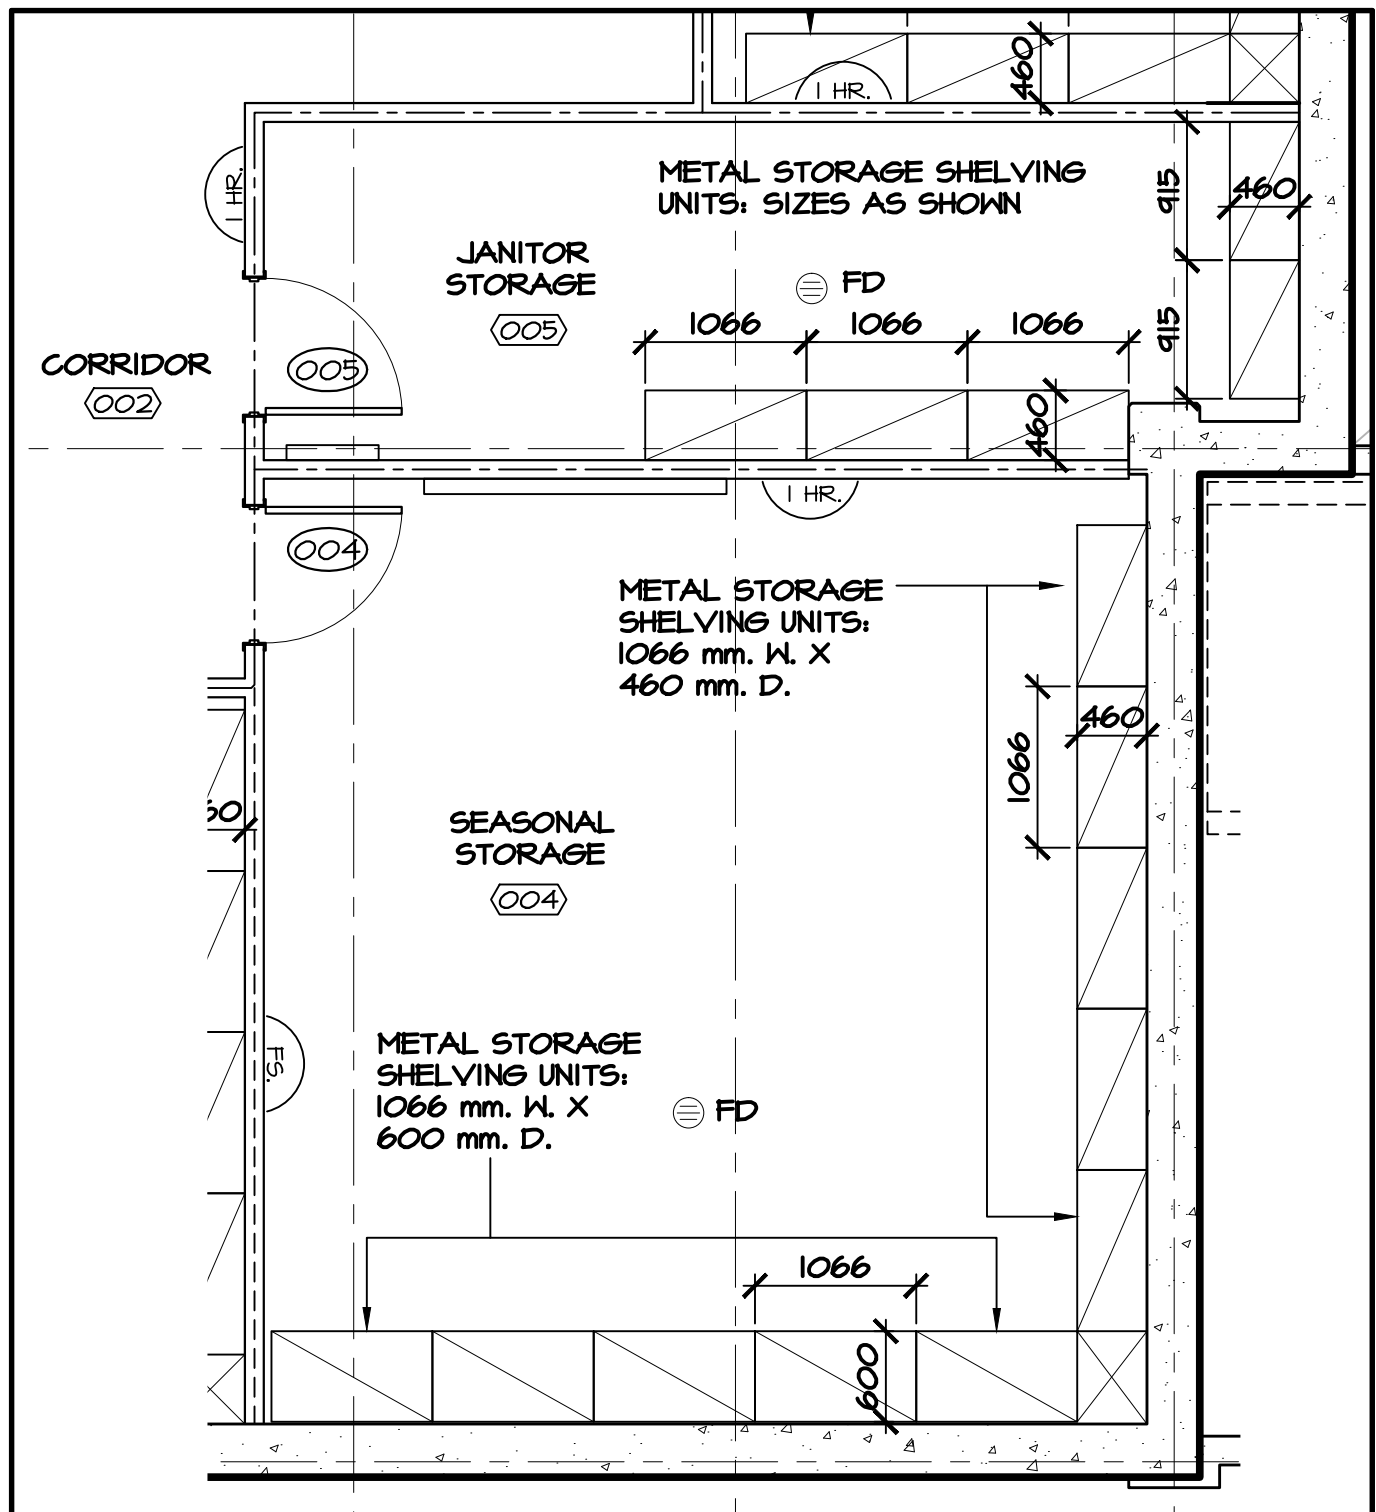 460
1 HR.
1 HR.
METAL STORAGE SHELVING
UNITS: SIZES AS SHOWN
915
460
JANITOR
STORAGE
005
FD
1066
1066
1066
915
CORRIDOR
002
005
460
1 HR.
004
METAL STORAGE
SHELVING UNITS:
1066 mm. W. X
460 mm. D.
460
1066
SEASONAL
STORAGE
004
METAL STORAGE
SHELVING UNITS:
1066 mm. W. X
600 mm. D.
F.S.
FD
1066
600